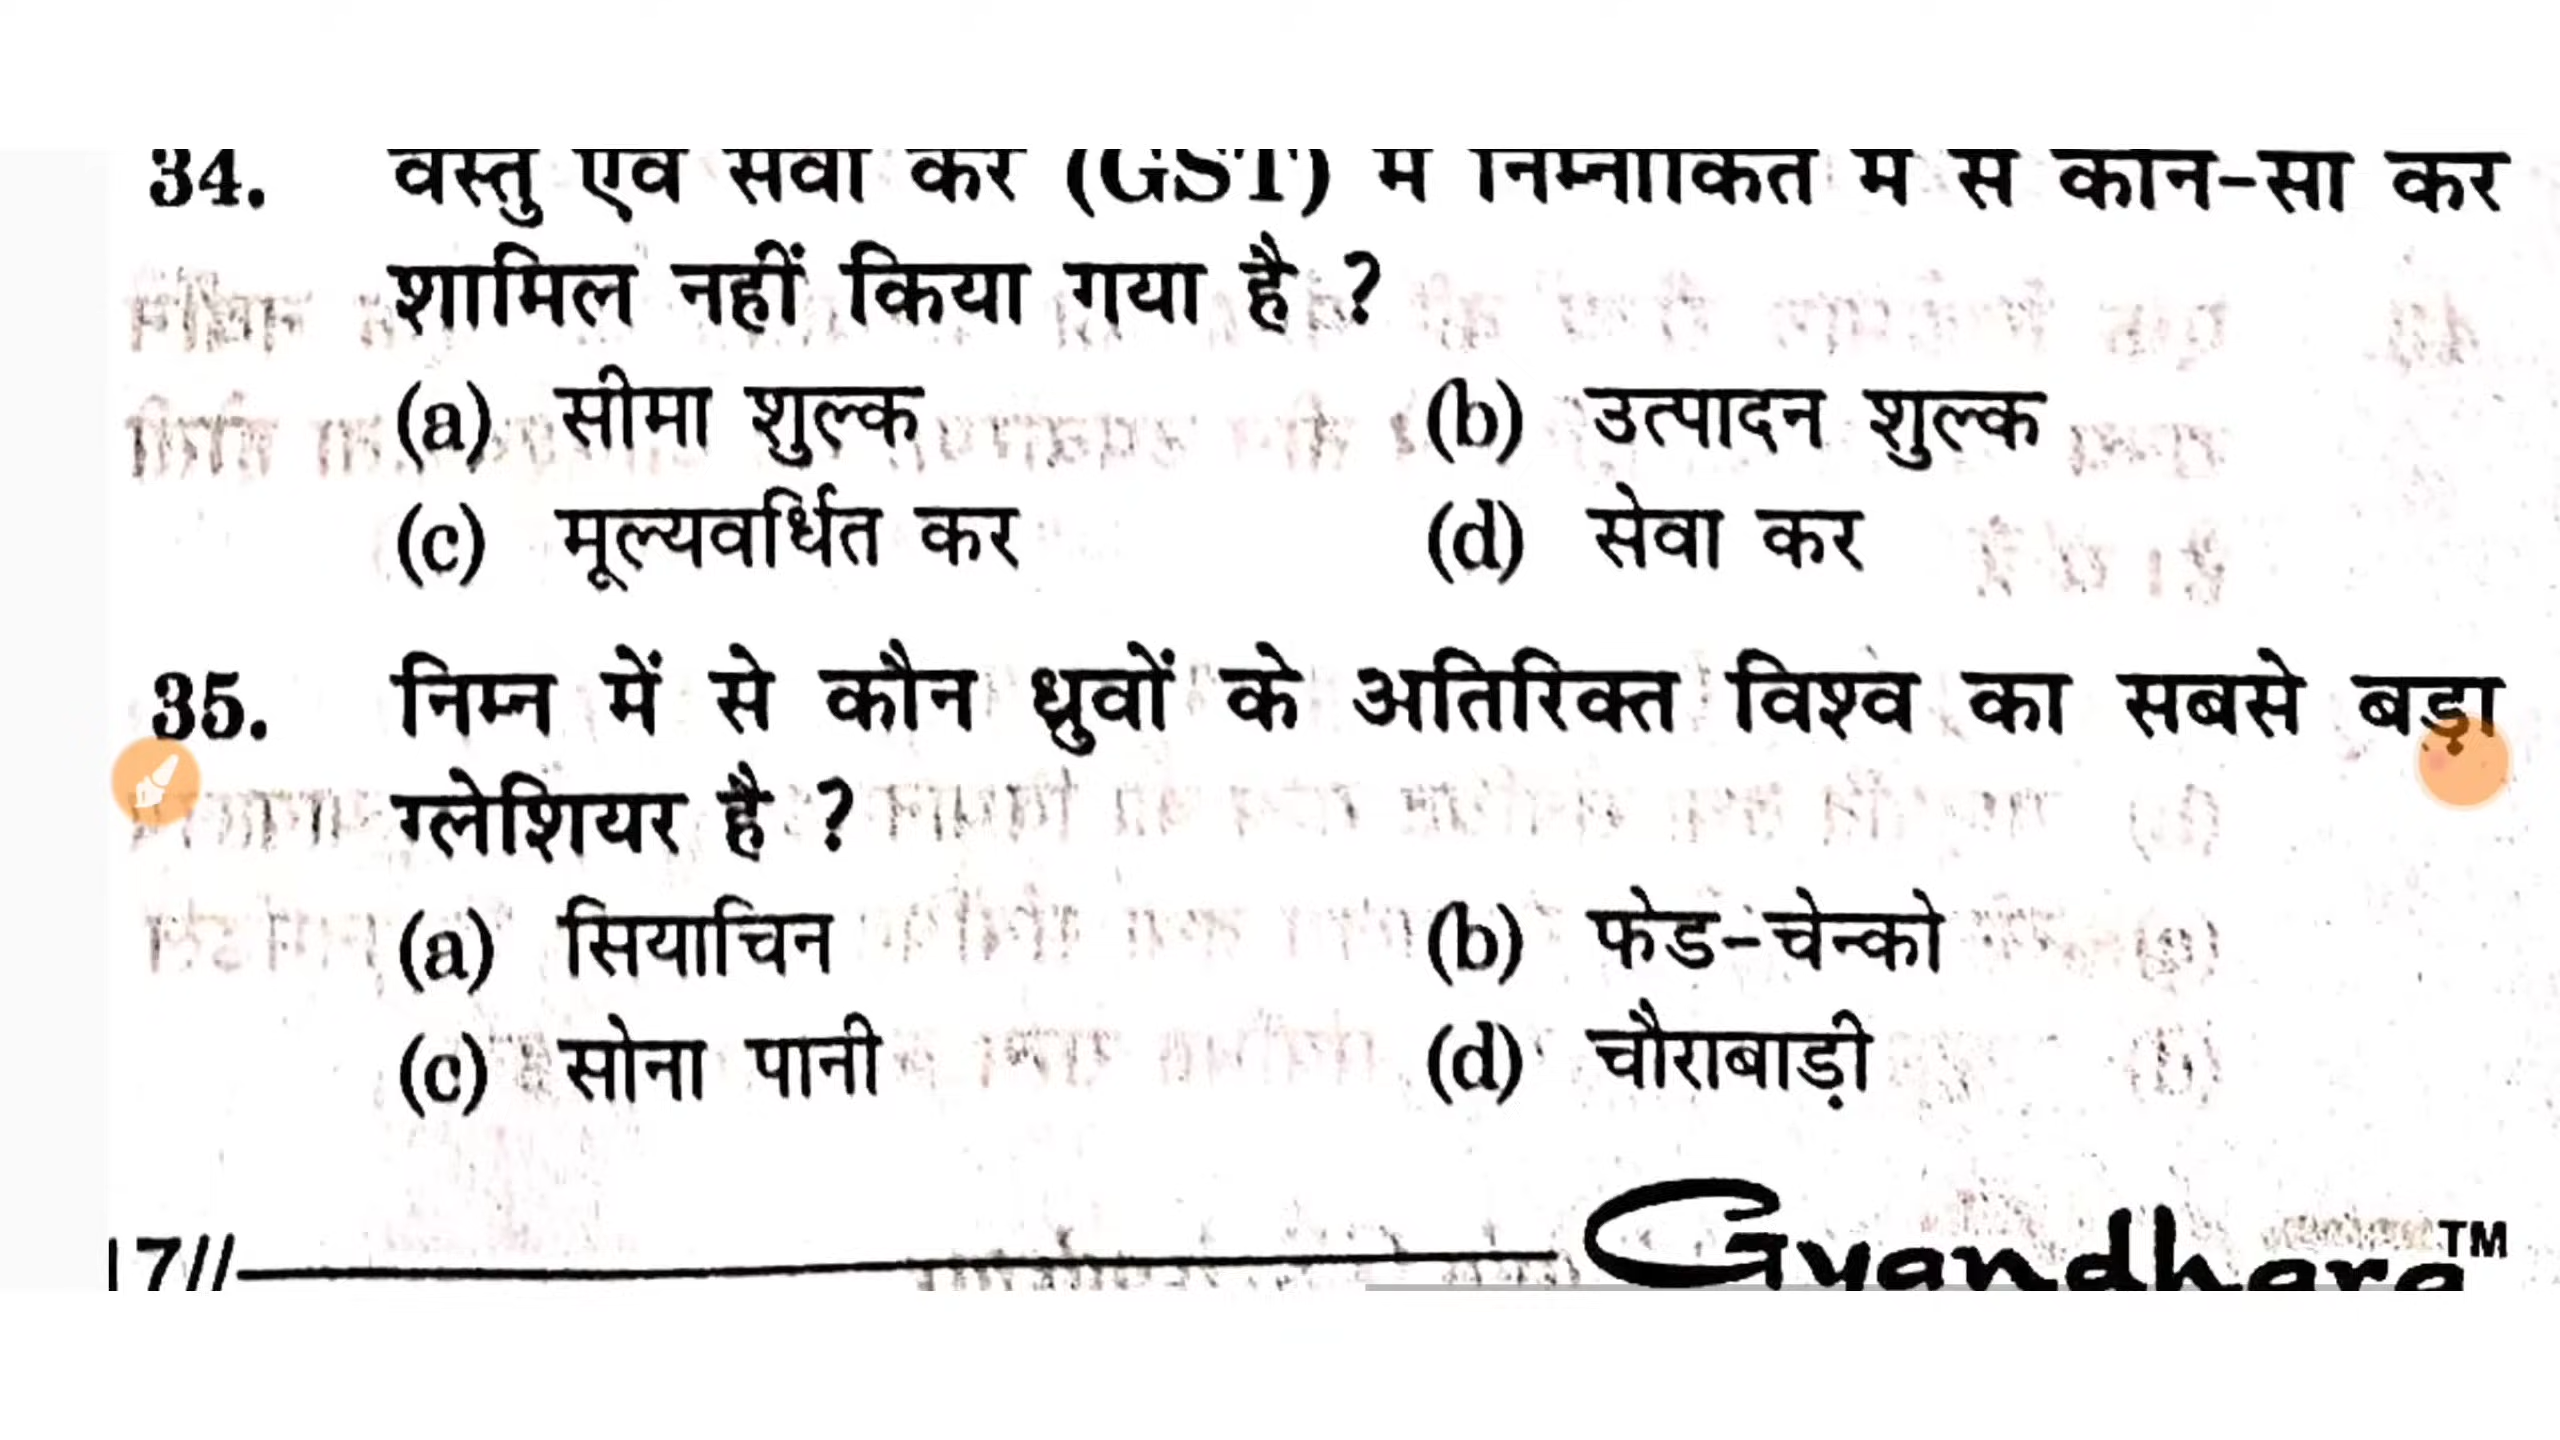 34. वस्तु एवं सेवा कर (GST) में निम्नांकित में से कौन-सा कर
शामिल नहीं किया गया है ?
(a) सीमा शुल्क (b) उत्पादन शुल्क
(c) मूल्यवर्धित कर (d) सेवा कर
35. निम्न में से कौन ध्रुवों के अतिरिक्त विश्व का सबसे बड़ा
ग्लेशियर है ?
(a) सियाचिन (b) फेड-चेन्को
(c) सोना पानी (d) चौराबाड़ी
17// Gyandhara™